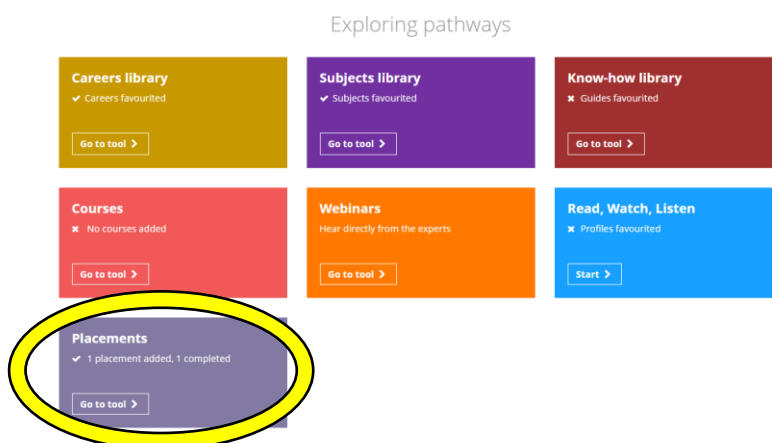 Exploring pathways
Careers library
✔ Careers favourited
Go to tool >
Subjects library
✔ Subjects favourited
Go to tool >
Know-how library
✖ Guides favourited
Go to tool >
Courses
✖ No courses added
Go to tool >
Webinars
Hear directly from the experts
Go to tool >
Read, Watch, Listen
✖ Profiles favourited
Start >
Placements
✔ 1 placement added, 1 completed
Go to tool >